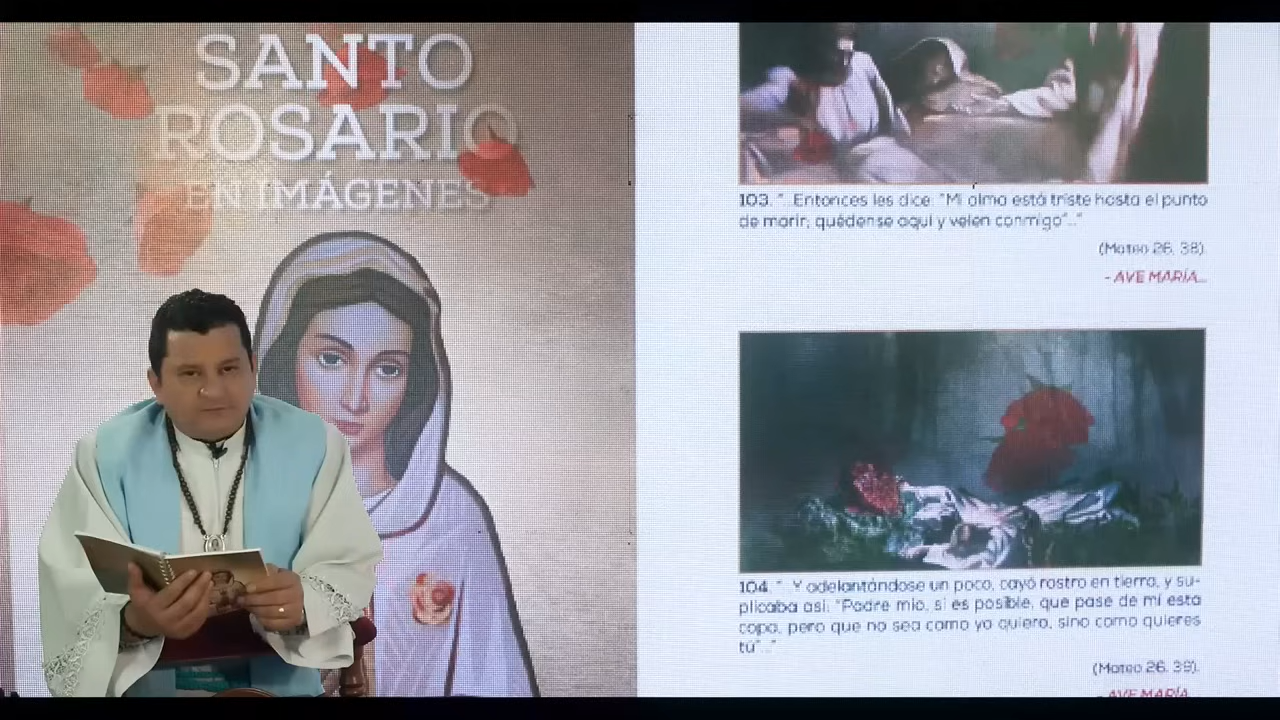 SANTO
ROSARIO
EN IMÁGENES
103. "...Entonces les dice: "Mi alma está triste hasta el punto
de morir; quédense aquí y velen conmigo"..."
(Mateo 26, 38).
- AVE MARÍA...
104. "...Y adelantándose un poco, cayó rostro en tierra, y su-
plicaba así: "Padre mío, si es posible, que pase de mí esta
copa, pero que no sea como yo quiero, sino como quieres
tú"..."
(Mateo 26, 39).
- AVE MARÍA...